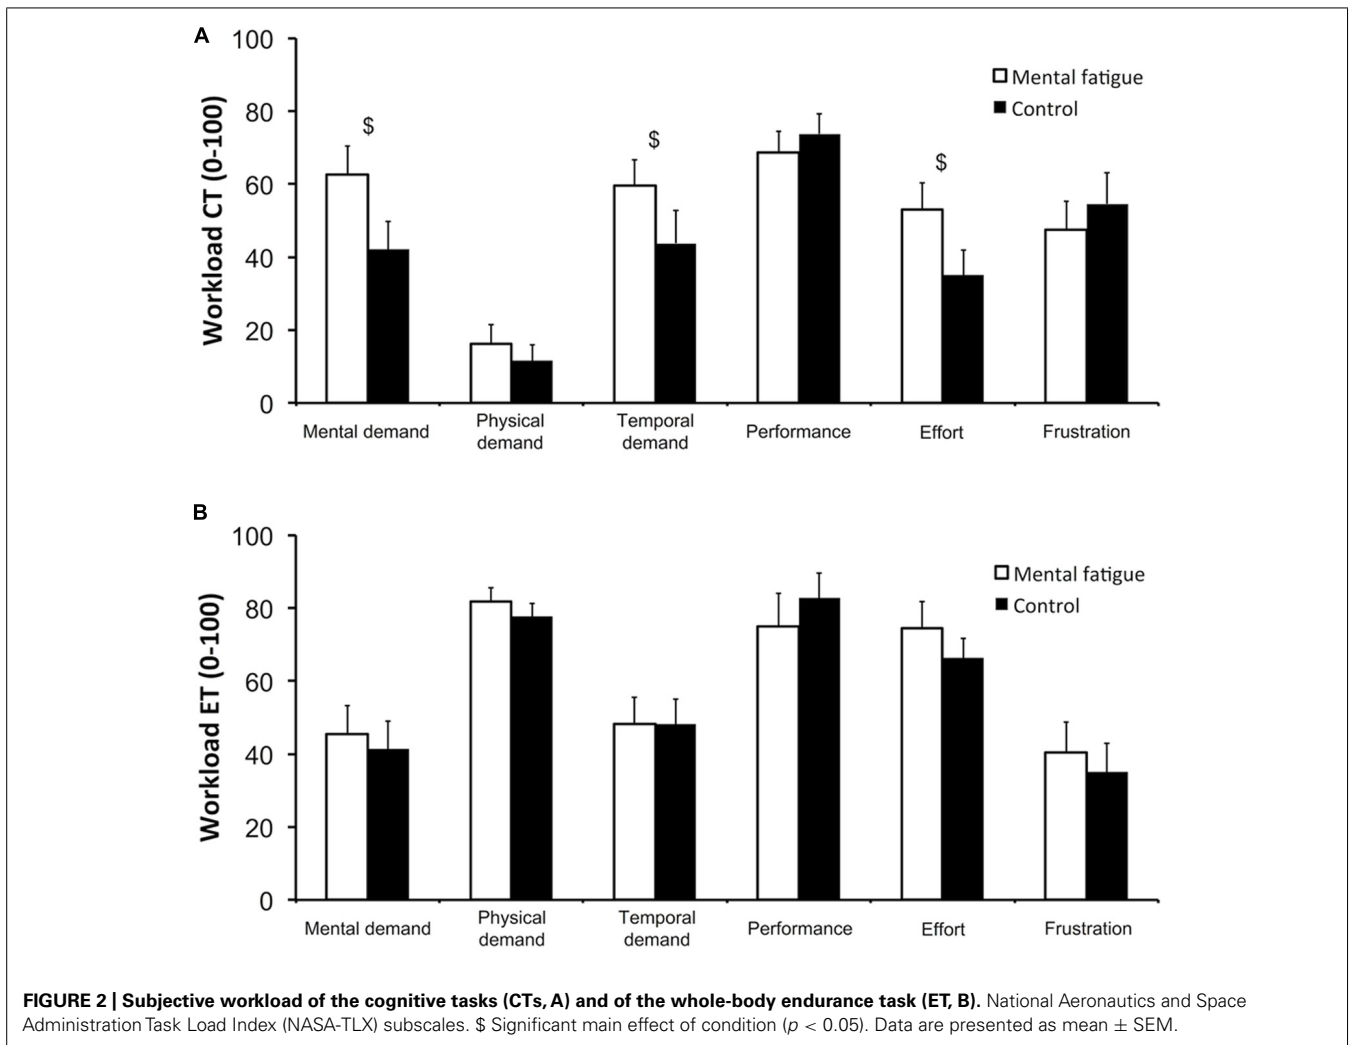 A
100
80
60
40
20
0
Workload CT (0-100)
Mental fatigue
Control
$
$
$
Mental demand
Physical
demand
Temporal
demand
Performance
Effort
Frustration
B
100
80
60
40
20
0
Workload ET (0-100)
Mental fatigue
Control
Mental demand
Physical
demand
Temporal
demand
Performance
Effort
Frustration
FIGURE 2 | Subjective workload of the cognitive tasks (CTs, A) and of the whole-body endurance task (ET, B). National Aeronautics and Space
Administration Task Load Index (NASA-TLX) subscales. $ Significant main effect of condition (p < 0.05). Data are presented as mean ± SEM.